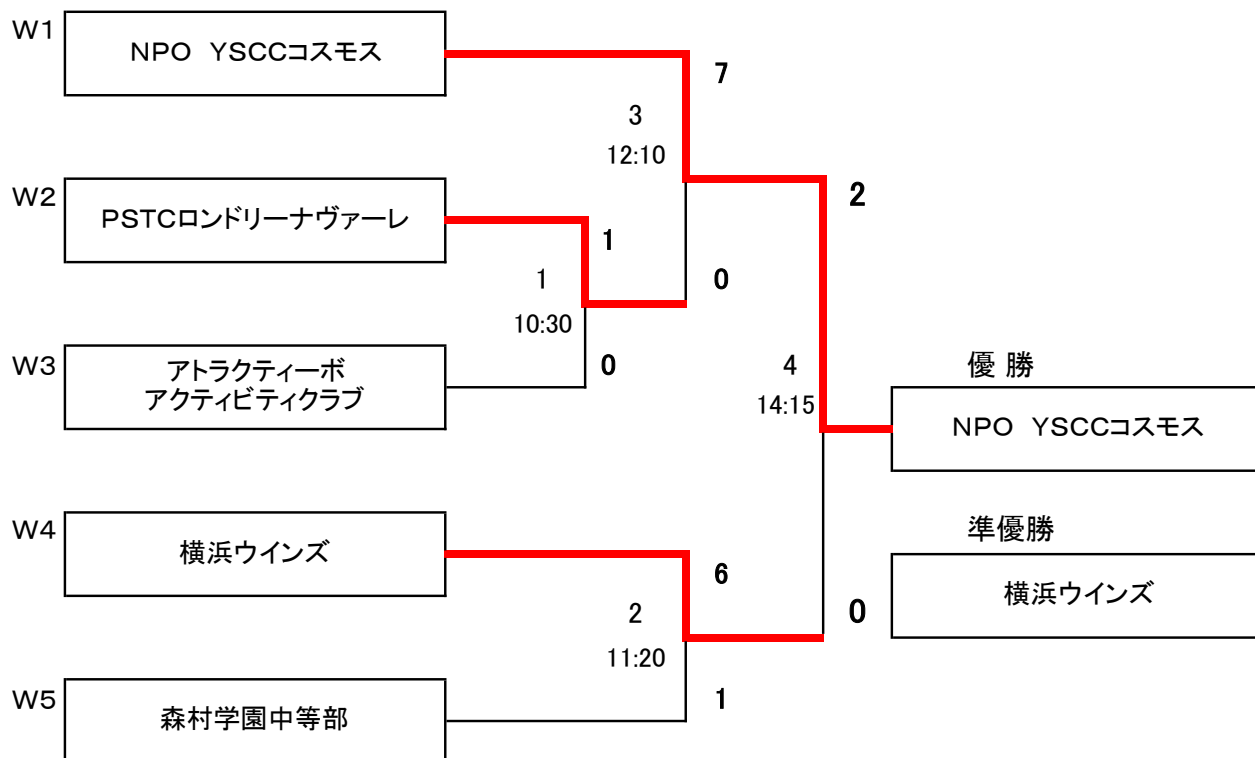 W1
NPO　YSCCコスモス
7
3
12:10
W2
PSTCロンドリーナヴァーレ
2
1
1
10:30
0
W3
アトラクティーボ
アクティビティクラブ
0
4
14:15
優 勝
NPO　YSCCコスモス
W4
横浜ウインズ
6
準優勝
横浜ウインズ
2
11:20
0
W5
森村学園中等部
1